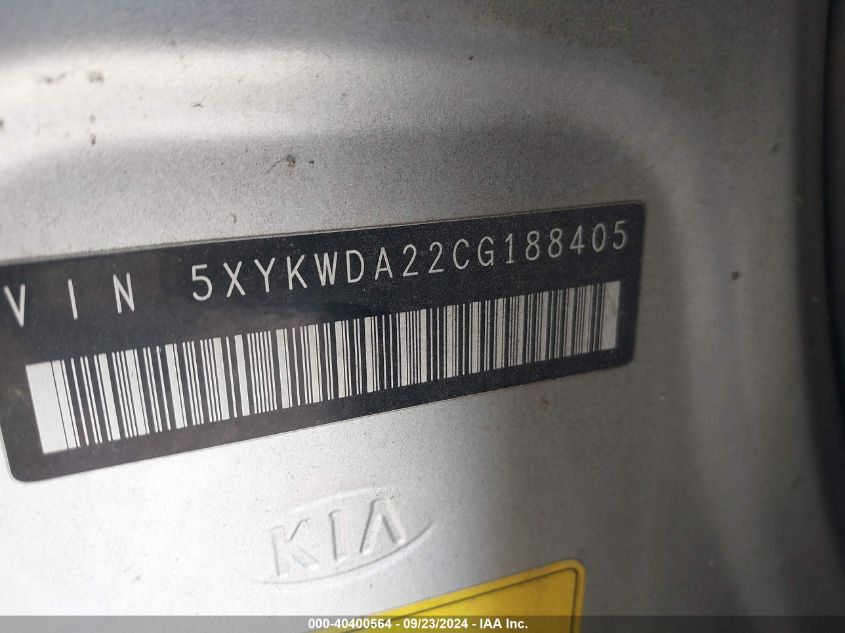 VIN 5XYKWDA22CG188405
KIA
000-40400564 - 09/23/2024 - IAA Inc.